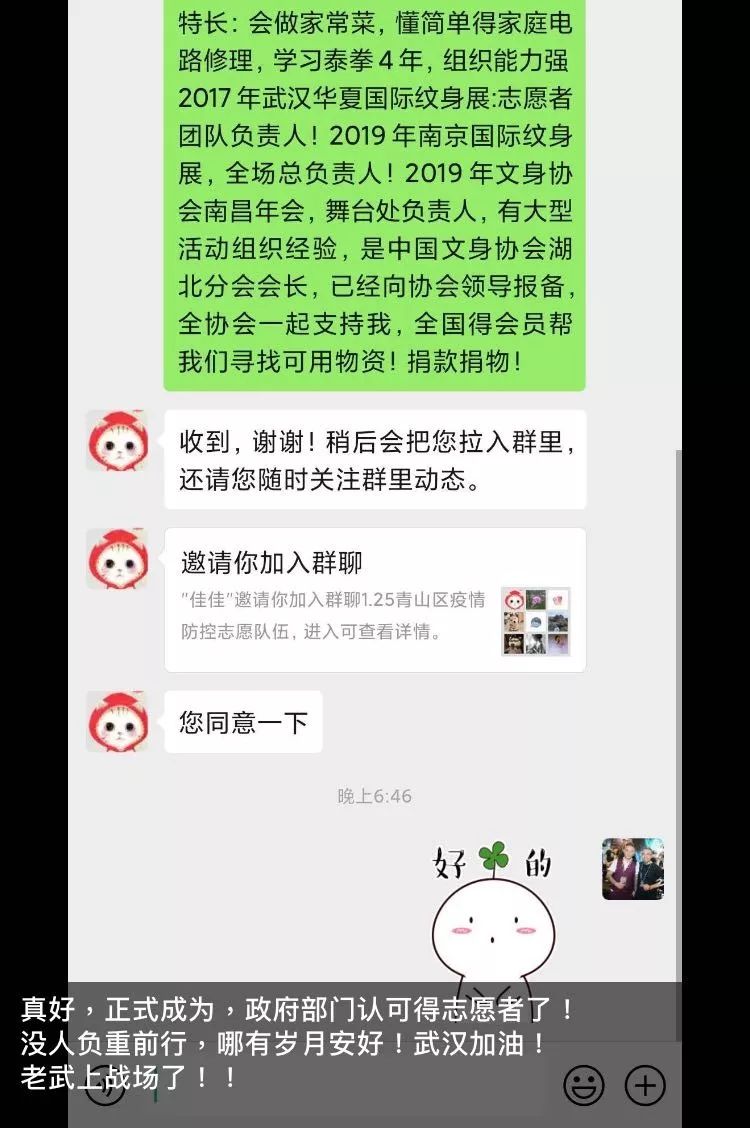 特长：会做家常菜，懂简单得家庭电
路修理，学习泰拳4年，组织能力强
2017年武汉华夏国际纹身展:志愿者
团队负责人！2019年南京国际纹身
展，全场总负责人！2019年文身协
会南昌年会，舞台处负责人，有大型
活动组织经验，是中国文身协会湖
北分会会长，已经向协会领导报备，
全协会一起支持我，全国得会员帮
我们寻找可用物资！捐款捐物！
收到，谢谢！稍后会把您拉入群里，
还请您随时关注群里动态。
邀请你加入群聊
"佳佳"邀请你加入群聊1.25青山区疫情
防控志愿队伍，进入可查看详情。
您同意一下
晚上6:46
好的
真好，正式成为，政府部门认可得志愿者了！
没人负重前行，哪有岁月安好！武汉加油！
老武上战场了！！